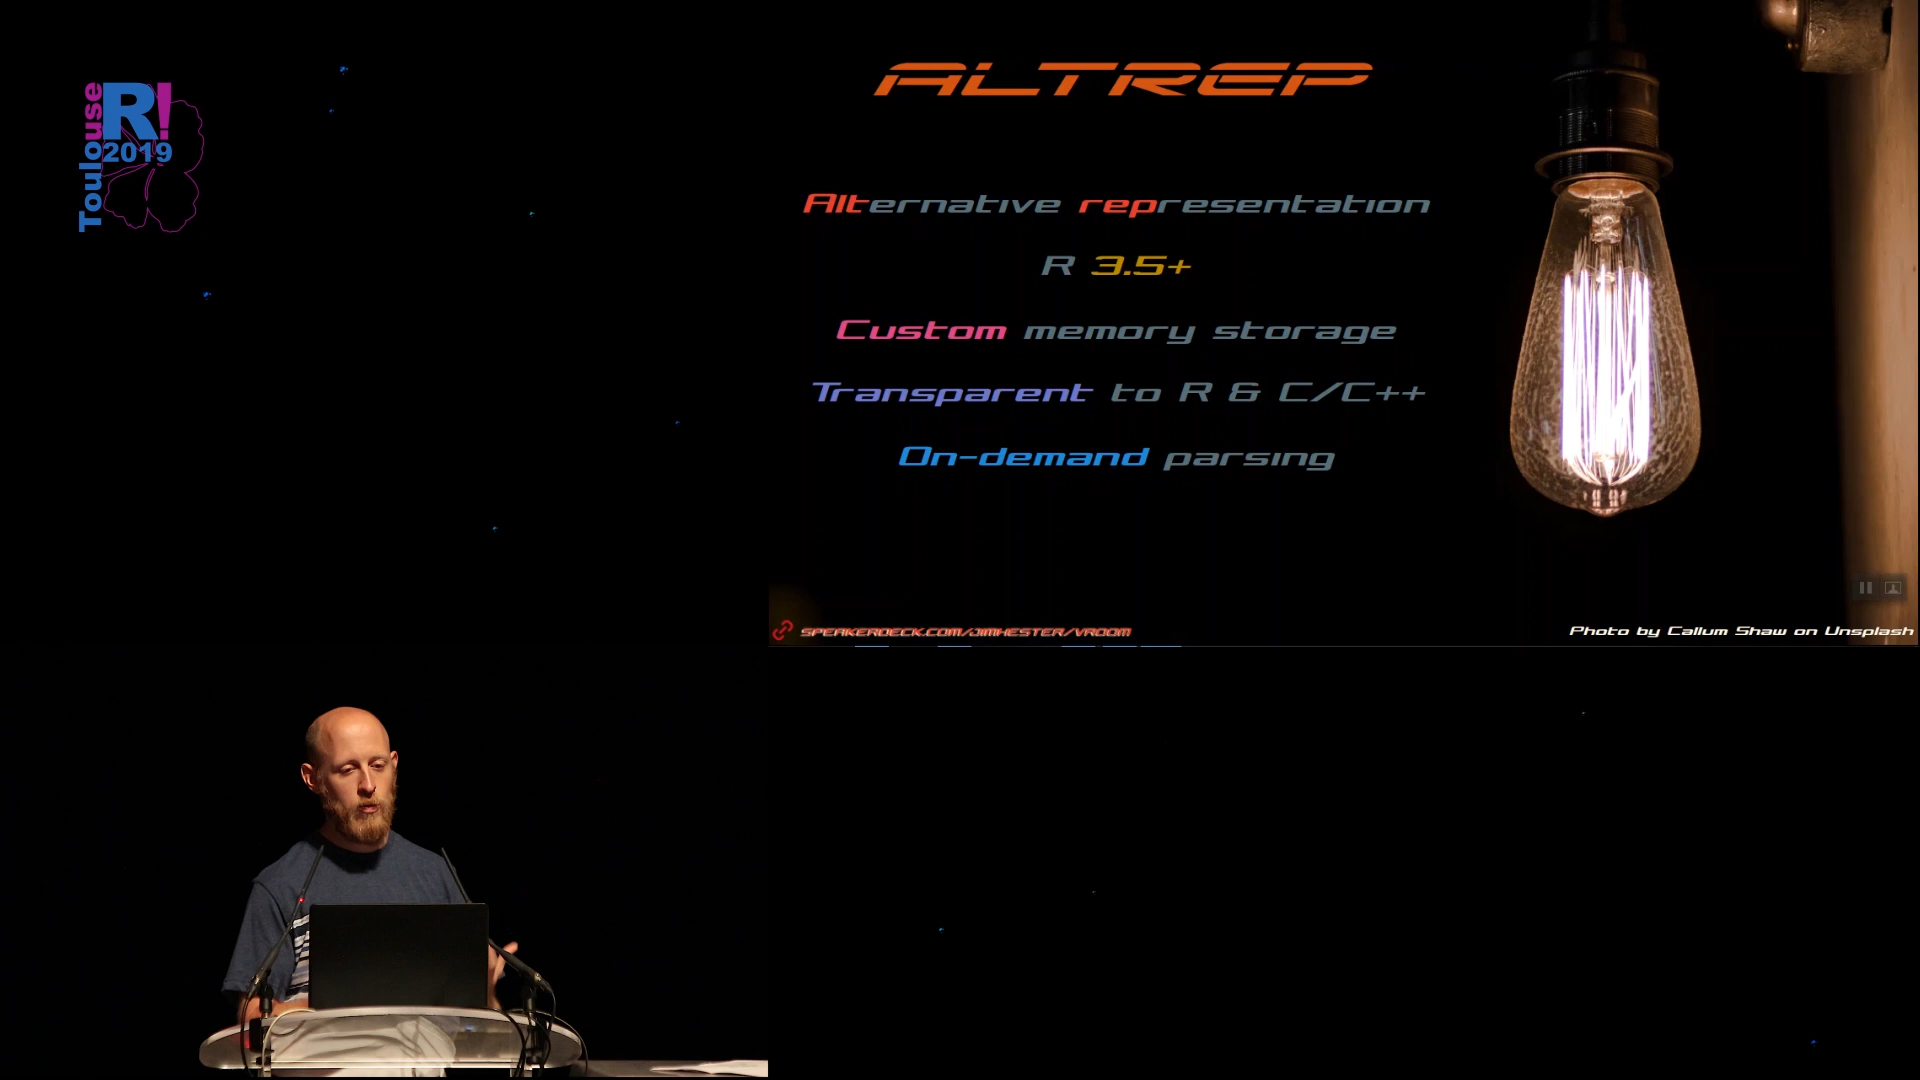 Toulouse
R!
2019
ALTREP
Alternative representation
R 3.5+
Custom memory storage
Transparent to R & C/C++
On-demand parsing
SPEAKERDECK.COM/JIMHESTER/VROOM
Photo by Callum Shaw on Unsplash